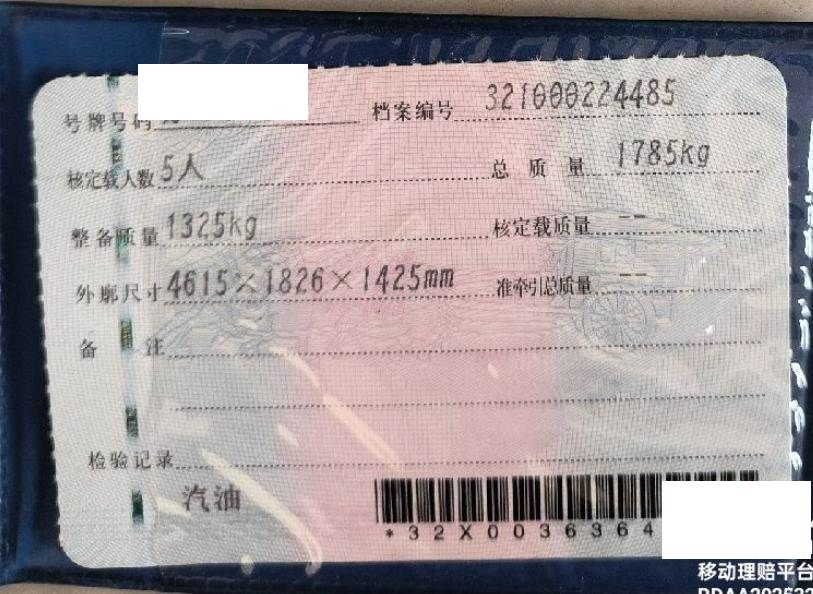 号牌号码 档案编号 321000224485
核定载人数 5人 总质量 1785kg
整备质量 1325kg 核定载质量 --
外廓尺寸 4615×1826×1425mm 准牵引总质量 --
备注
检验记录
汽油
*32X0036364
移动理赔平台